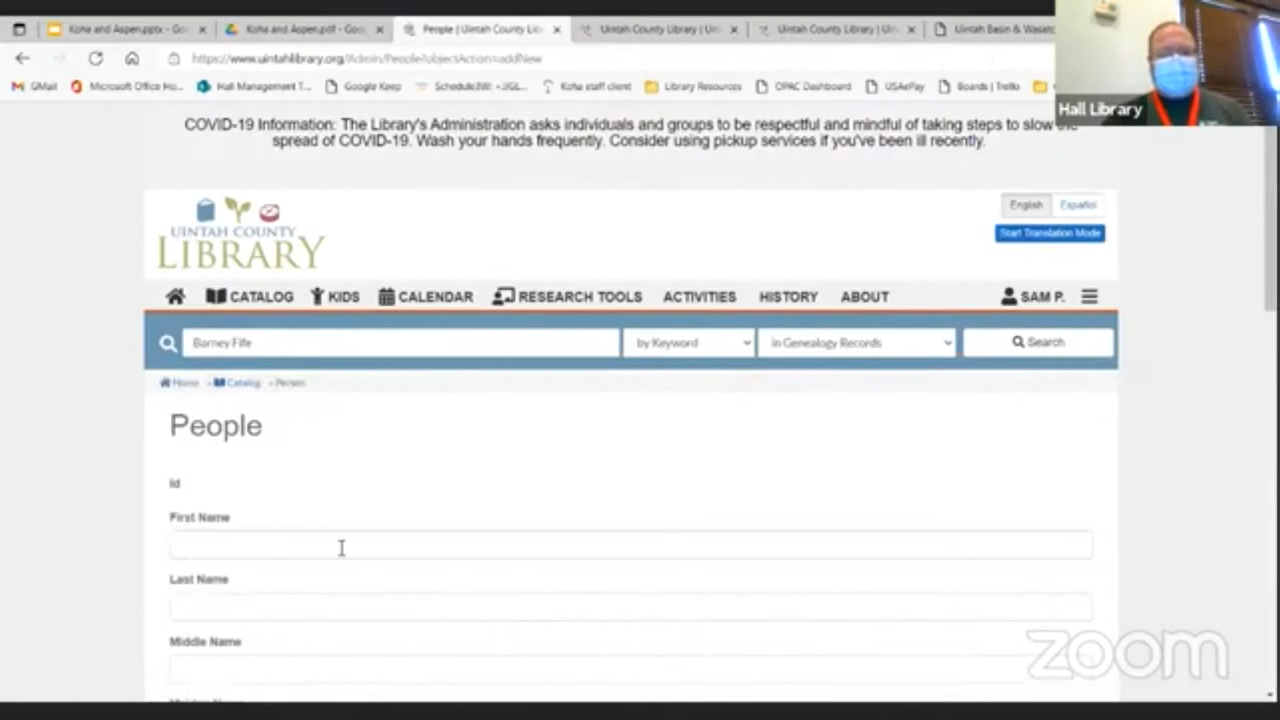 Koha and Aspen.pptx - Go
Koha and Aspen.pdf - Goo
People | Uintah County Lib
Uintah County Library | Uin
Uintah County Library | Uin
Uintah Basin & Wasatc
https://www.uintahlibrary.org/Admin/People?objectAction=addNew
GMail
Microsoft Office Ho...
Hall Management T...
Google Keep
Koha staff client
Library Resources
OPAC Dashboard
USAePay
Boards | Trello
Hall Library
COVID-19 Information: The Library's Administration asks individuals and groups to be respectful and mindful of taking steps to slow
spread of COVID-19. Wash your hands frequently. Consider using pickup services if you've been ill recently.
UINTAH COUNTY
LIBRARY
English
Español
Start Translation Mode
CATALOG
KIDS
CALENDAR
RESEARCH TOOLS
ACTIVITIES
HISTORY
ABOUT
SAM P.
Barney Fife
by Keyword
in Genealogy Records
Search
Home » Catalog » Person
People
Id
First Name
Last Name
Middle Name
zoom